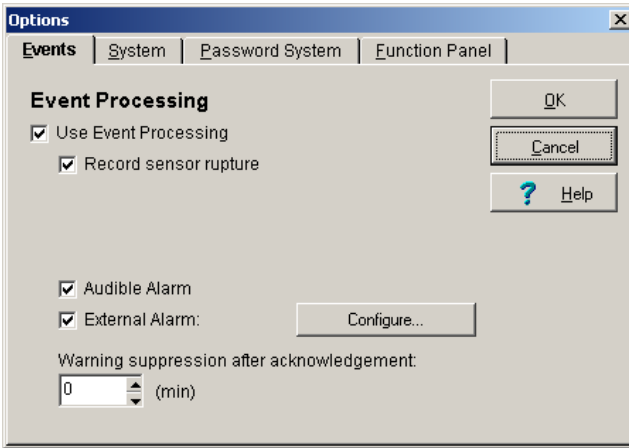 Options
Events
System
Password System
Function Panel
Event Processing
OK
Use Event Processing
Cancel
Record sensor rupture
? Help
Audible Alarm
External Alarm:
Configure...
Warning suppression after acknowledgement:
0
(min)